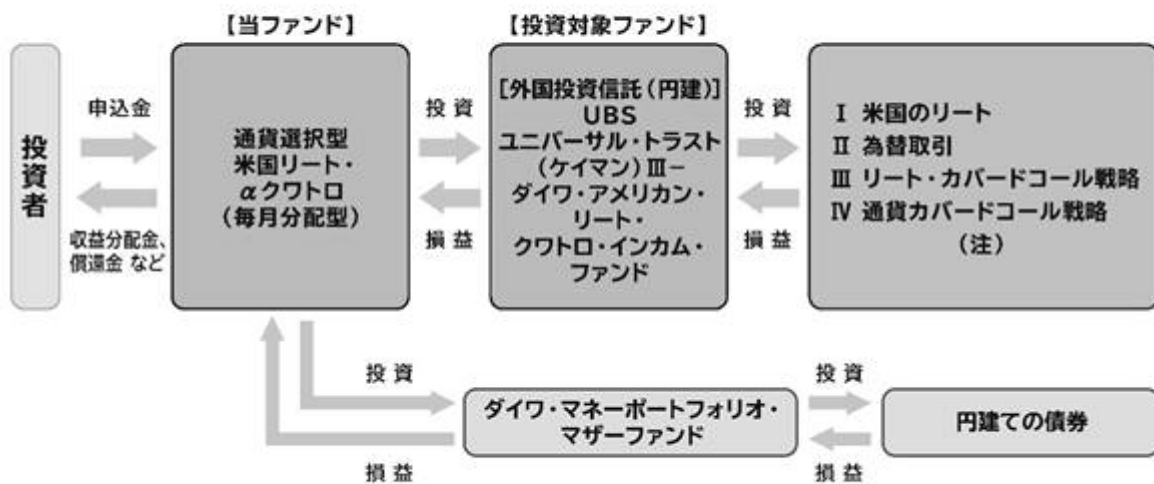 【当ファンド】
【投資対象ファンド】
投資者
申込金
収益分配金、
償還金 など
通貨選択型
米国リート・
αクワトロ
(毎月分配型)
投 資
損 益
[外国投資信託(円建)]
UBS
ユニバーサル・トラスト
(ケイマン)Ⅲ－
ダイワ・アメリカン・
リート・
クワトロ・インカム・
ファンド
投 資
損 益
Ⅰ 米国のリート
Ⅱ 為替取引
Ⅲ リート・カバードコール戦略
Ⅳ 通貨カバードコール戦略
(注)
投 資
損 益
ダイワ・マネーポートフォリオ・
マザーファンド
投 資
損 益
円建ての債券